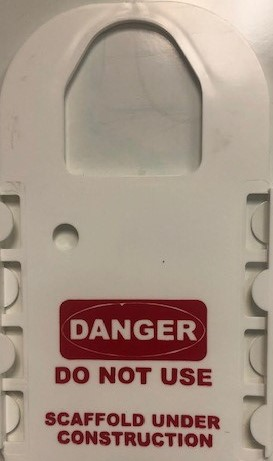 DANGER
DO NOT USE
SCAFFOLD UNDER
CONSTRUCTION